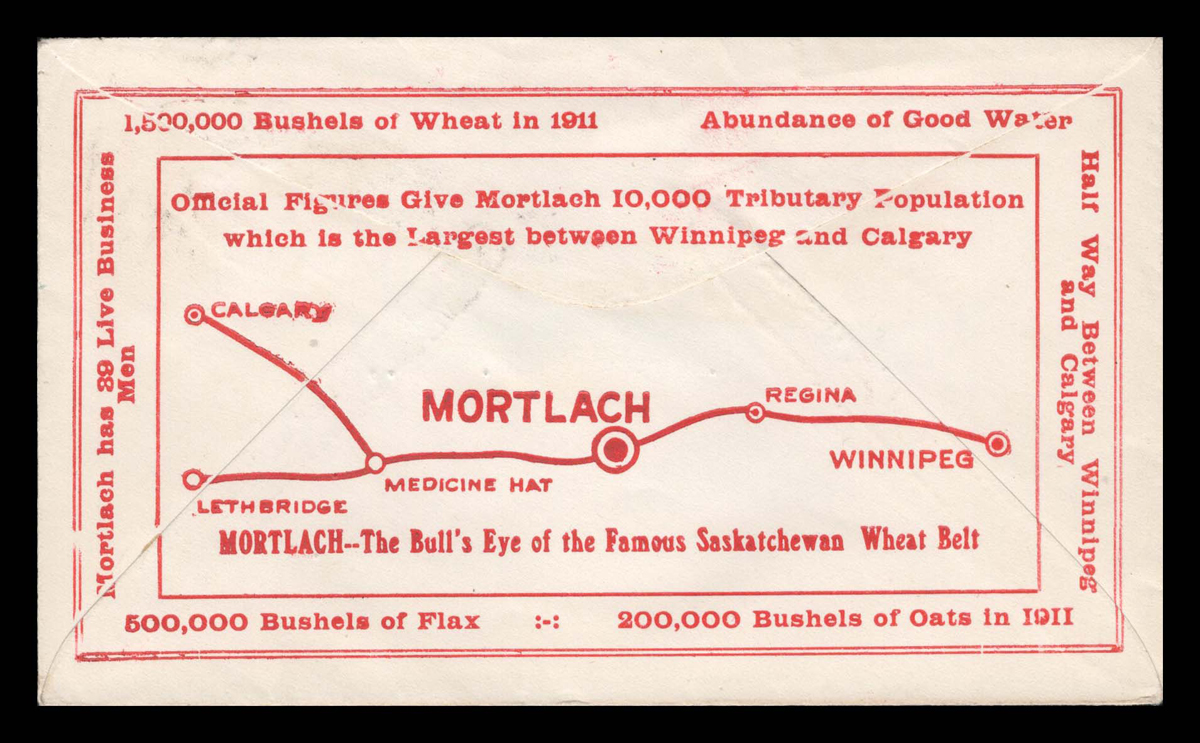 1,500,000 Bushels of Wheat in 1911 Abundance of Good Water
Mortlach has 39 Live Business
Men
Official Figures Give Mortlach 10,000 Tributary Population
which is the Largest between Winnipeg and Calgary
CALGARY
MORTLACH
REGINA
WINNIPEG
MEDICINE HAT
LETHBRIDGE
MORTLACH--The Bull's Eye of the Famous Saskatchewan Wheat Belt
Half Way Between Winnipeg
and Calgary
500,000 Bushels of Flax :-: 200,000 Bushels of Oats in 1911